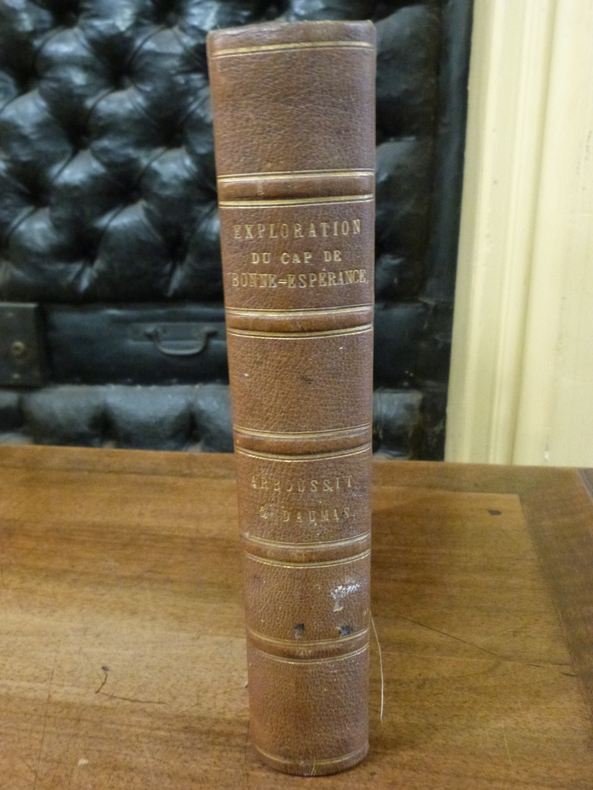 EXPLORATION
DU CAP DE
BONNE-ESPÉRANCE,
ARBOUSSET
& DAUMAS